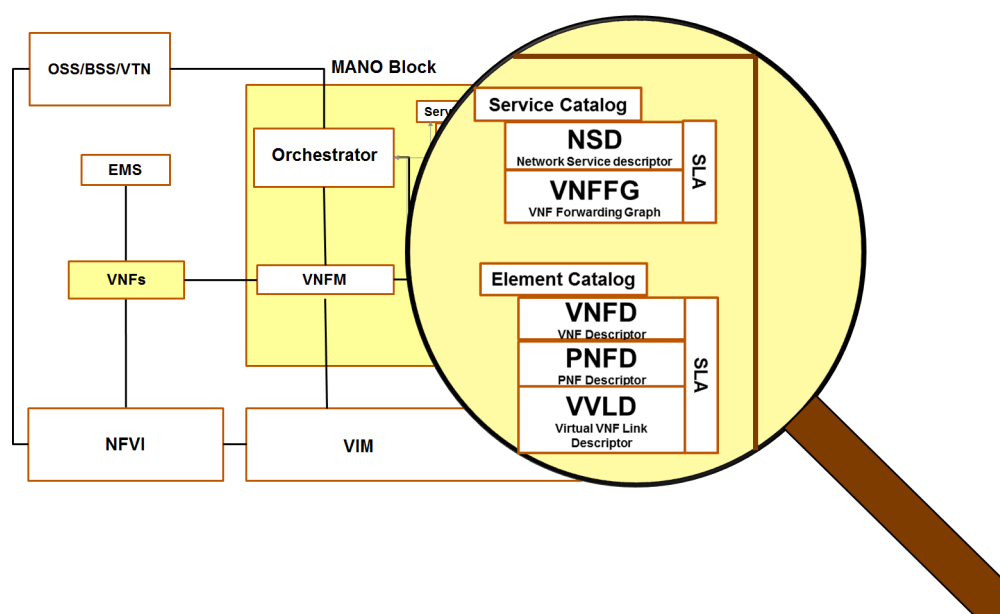 OSS/BSS/VTN
MANO Block
Orchestrator
EMS
VNFs
VNFM
NFVI
VIM
Service Catalog
NSD
Network Service descriptor
VNFFG
VNF Forwarding Graph
SLA
Element Catalog
VNFD
VNF Descriptor
PNFD
PNF Descriptor
VVLD
Virtual VNF Link
Descriptor
SLA